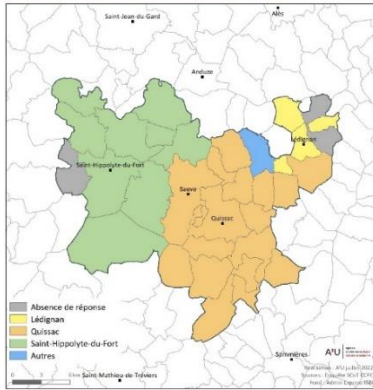 Saint-Jean-du-Gard
Alès
Anduze
Lédignan
Saint-Hippolyte-du-Fort
Sauve
Quissac
Absence de réponse
Lédignan
Quissac
Saint-Hippolyte-du-Fort
Autres
Sommières
A'U
Saint-Mathieu de Tréviers